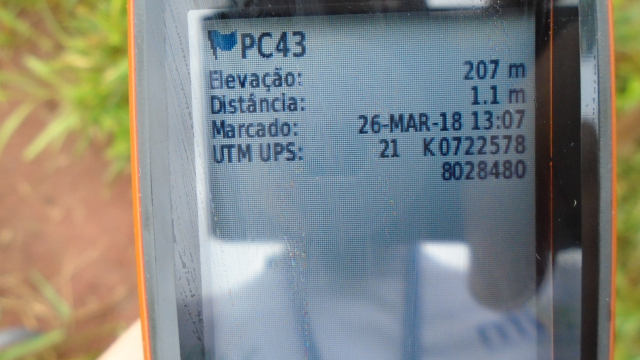 PC43
Elevação: 207 m
Distância: 1.1 m
Marcado: 26-MAR-18 13:07
UTM UPS: 21 K0722578
8028480